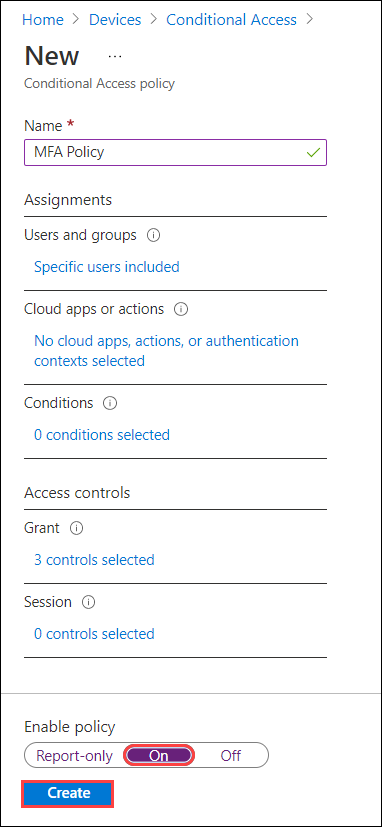 Home > Devices > Conditional Access >
New ...
Conditional Access policy
Name *
MFA Policy
Assignments
Users and groups
Specific users included
Cloud apps or actions
No cloud apps, actions, or authentication
contexts selected
Conditions
0 conditions selected
Access controls
Grant
3 controls selected
Session
0 controls selected
Enable policy
Report-only On Off
Create